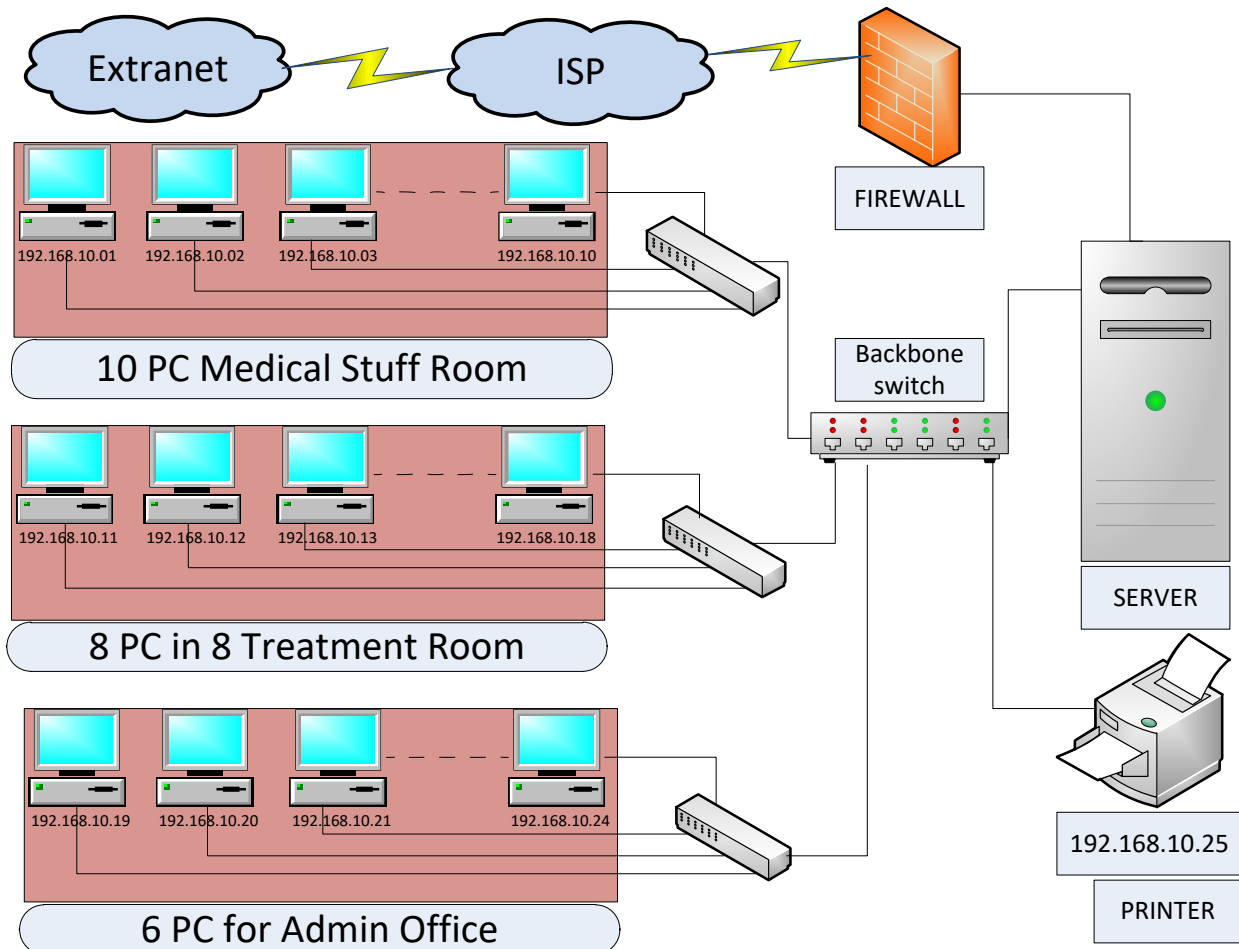 Extranet
ISP
FIREWALL
192.168.10.01
192.168.10.02
192.168.10.03
192.168.10.10
10 PC Medical Stuff Room
Backbone
switch
192.168.10.11
192.168.10.12
192.168.10.13
192.168.10.18
8 PC in 8 Treatment Room
SERVER
192.168.10.19
192.168.10.20
192.168.10.21
192.168.10.24
6 PC for Admin Office
192.168.10.25
PRINTER